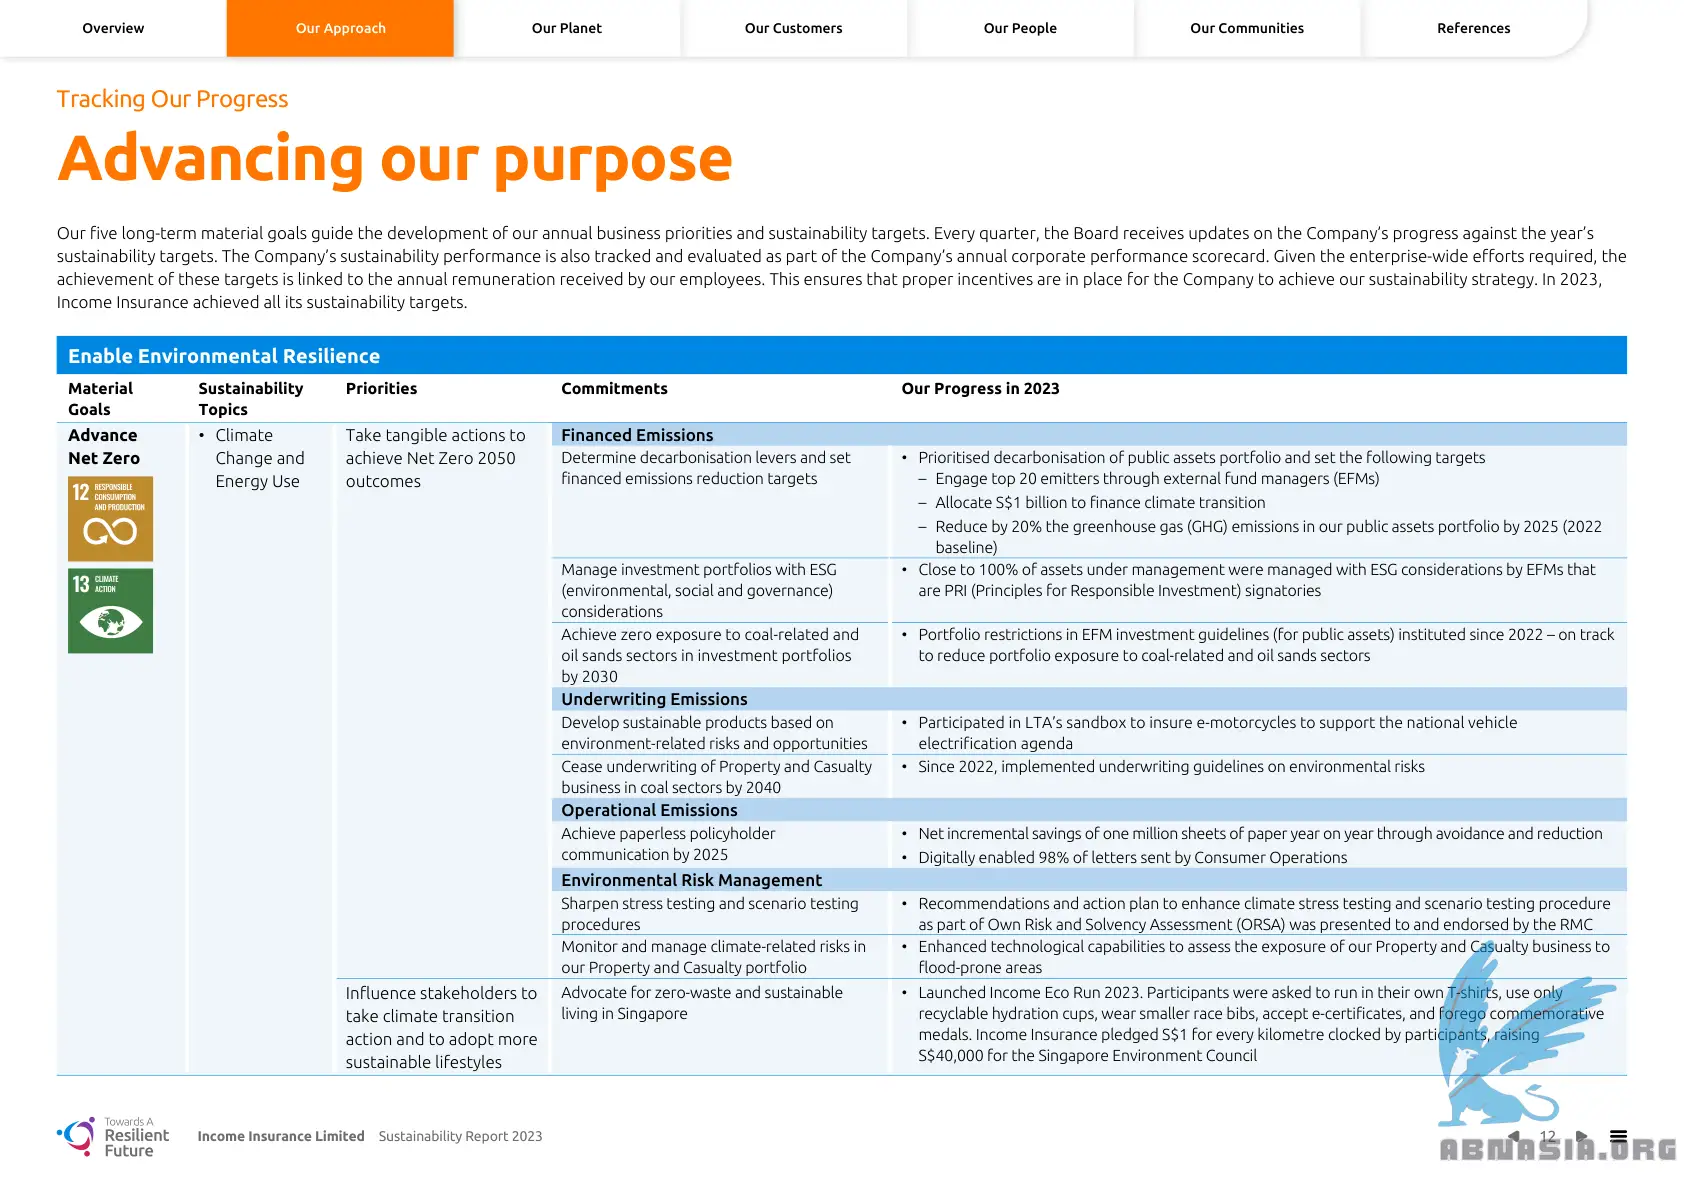 Overview
Our Approach
Our Planet
Our Customers
Our People
Our Communities
References
Tracking Our Progress
Advancing our purpose
Our five long-term material goals guide the development of our annual business priorities and sustainability targets. Every quarter, the Board receives updates on the Company’s progress against the year’s
sustainability targets. The Company’s sustainability performance is also tracked and evaluated as part of the Company’s annual corporate performance scorecard. Given the enterprise-wide efforts required, the
achievement of these targets is linked to the annual remuneration received by our employees. This ensures that proper incentives are in place for the Company to achieve our sustainability strategy. In 2023,
Income Insurance achieved all its sustainability targets.
Enable Environmental Resilience
Material
Goals
Sustainability
Topics
Priorities
Commitments
Our Progress in 2023
Advance
Net Zero
12 RESPONSIBLE
CONSUMPTION
AND PRODUCTION
13 CLIMATE
ACTION
• Climate
Change and
Energy Use
Take tangible actions to
achieve Net Zero 2050
outcomes
Financed Emissions
Determine decarbonisation levers and set
financed emissions reduction targets
• Prioritised decarbonisation of public assets portfolio and set the following targets
– Engage top 20 emitters through external fund managers (EFMs)
– Allocate S$1 billion to finance climate transition
– Reduce by 20% the greenhouse gas (GHG) emissions in our public assets portfolio by 2025 (2022
baseline)
Manage investment portfolios with ESG
(environmental, social and governance)
considerations
• Close to 100% of assets under management were managed with ESG considerations by EFMs that
are PRI (Principles for Responsible Investment) signatories
Achieve zero exposure to coal-related and
oil sands sectors in investment portfolios
by 2030
• Portfolio restrictions in EFM investment guidelines (for public assets) instituted since 2022 – on track
to reduce portfolio exposure to coal-related and oil sands sectors
Underwriting Emissions
Develop sustainable products based on
environment-related risks and opportunities
• Participated in LTA’s sandbox to insure e-motorcycles to support the national vehicle
electrification agenda
Cease underwriting of Property and Casualty
business in coal sectors by 2040
• Since 2022, implemented underwriting guidelines on environmental risks
Operational Emissions
Achieve paperless policyholder
communication by 2025
• Net incremental savings of one million sheets of paper year on year through avoidance and reduction
• Digitally enabled 98% of letters sent by Consumer Operations
Environmental Risk Management
Sharpen stress testing and scenario testing
procedures
• Recommendations and action plan to enhance climate stress testing and scenario testing procedure
as part of Own Risk and Solvency Assessment (ORSA) was presented to and endorsed by the RMC
Monitor and manage climate-related risks in
our Property and Casualty portfolio
• Enhanced technological capabilities to assess the exposure of our Property and Casualty business to
flood-prone areas
Influence stakeholders to
take climate transition
action and to adopt more
sustainable lifestyles
Advocate for zero-waste and sustainable
living in Singapore
• Launched Income Eco Run 2023. Participants were asked to run in their own T-shirts, use only
recyclable hydration cups, wear smaller race bibs, accept e-certificates, and forego commemorative
medals. Income Insurance pledged S$1 for every kilometre clocked by participants, raising
S$40,000 for the Singapore Environment Council
Towards A
Resilient
Future
Income Insurance Limited Sustainability Report 2023
12
ABNASIA.ORG